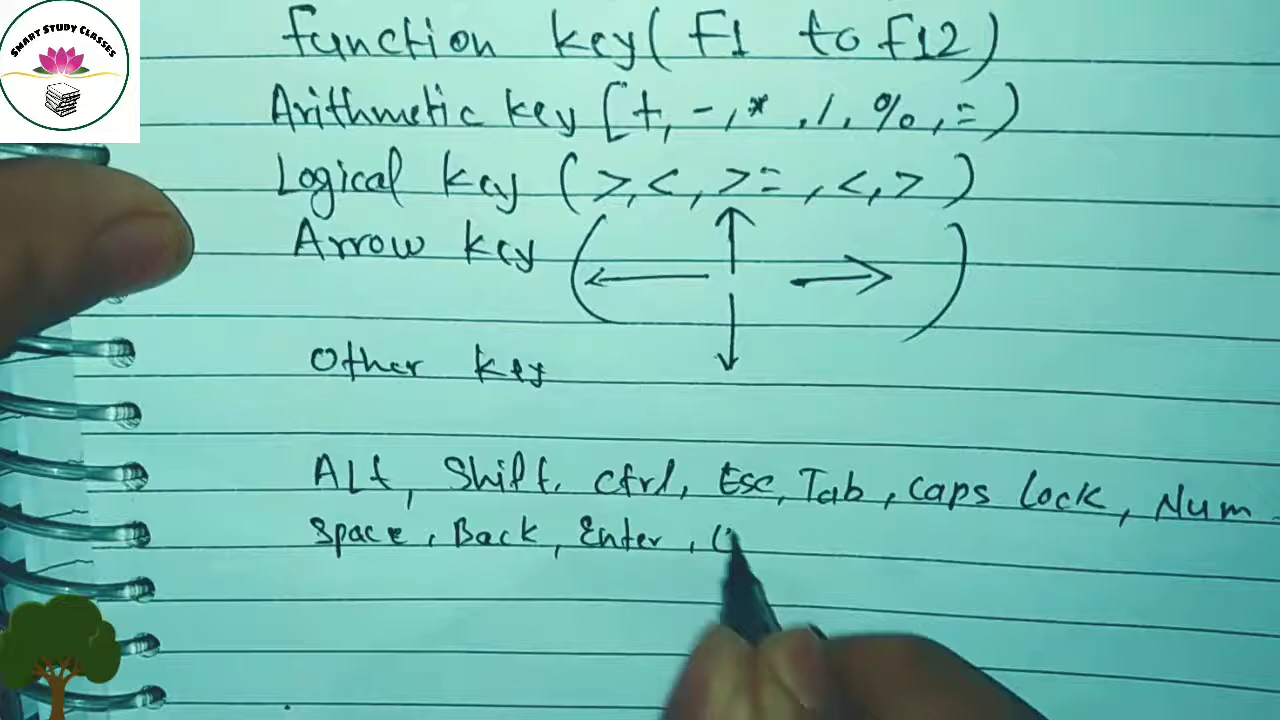 SMART STUDY CLASSES
Function key( F1 to F12)
Arithmetic key [+, -, *, /, %, =)
Logical key ( >, <, >=, <, > )
Arrow key (← ↑ ↓ →)
Other key
ALt, Shift, Ctrl, Esc, Tab, Caps Lock, Num
Space, Back, Enter,